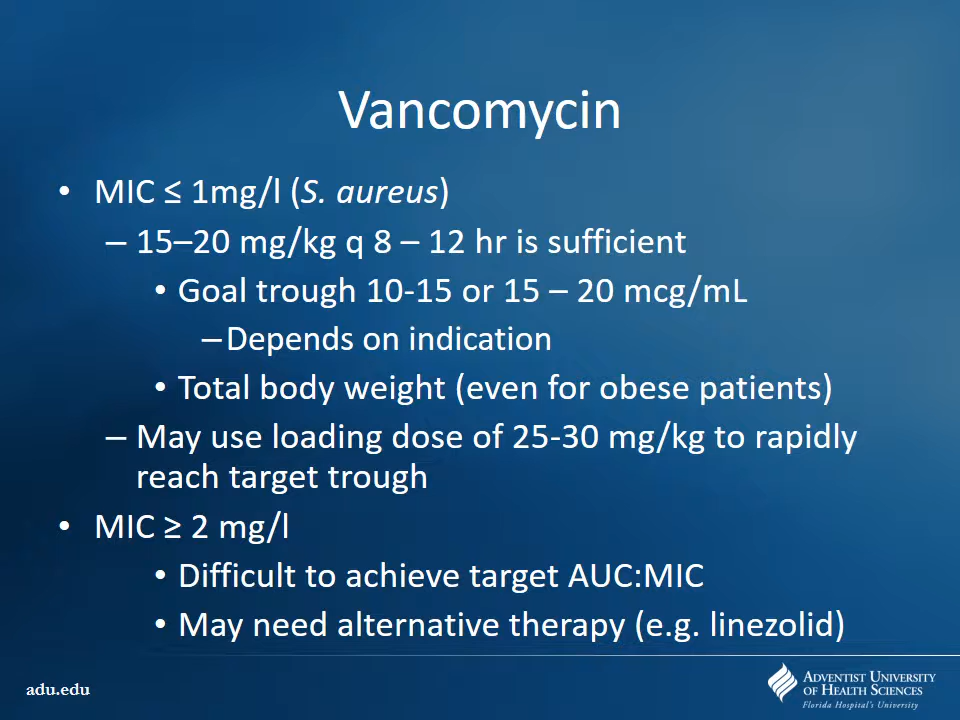 Vancomycin
• MIC ≤ 1mg/l (S. aureus)
– 15–20 mg/kg q 8 – 12 hr is sufficient
• Goal trough 10-15 or 15 – 20 mcg/mL
–Depends on indication
• Total body weight (even for obese patients)
– May use loading dose of 25-30 mg/kg to rapidly
reach target trough
• MIC ≥ 2 mg/l
• Difficult to achieve target AUC:MIC
• May need alternative therapy (e.g. linezolid)
adu.edu
ADVENTIST UNIVERSITY
OF HEALTH SCIENCES
Florida Hospital's University